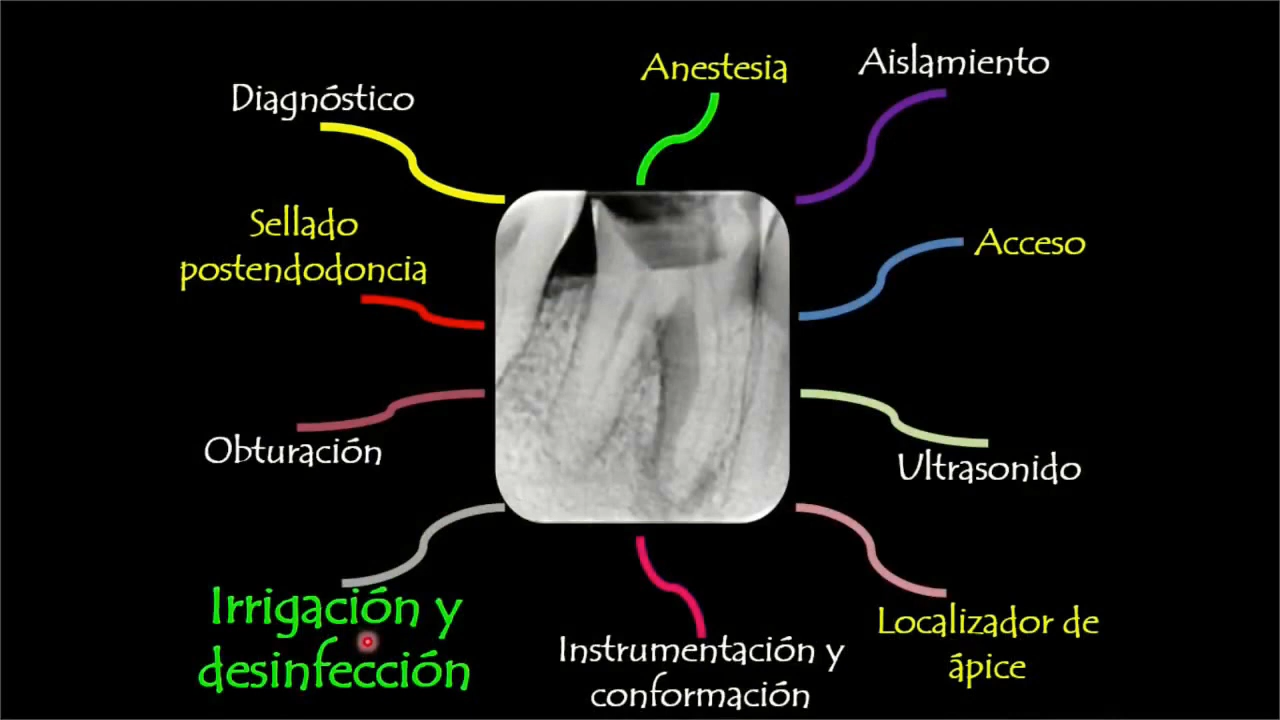 Anestesia
Aislamiento
Diagnóstico
Sellado
postendodoncia
Acceso
Obturación
Ultrasonido
Irrigación y
desinfección
Instrumentación y
conformación
Localizador de
ápice